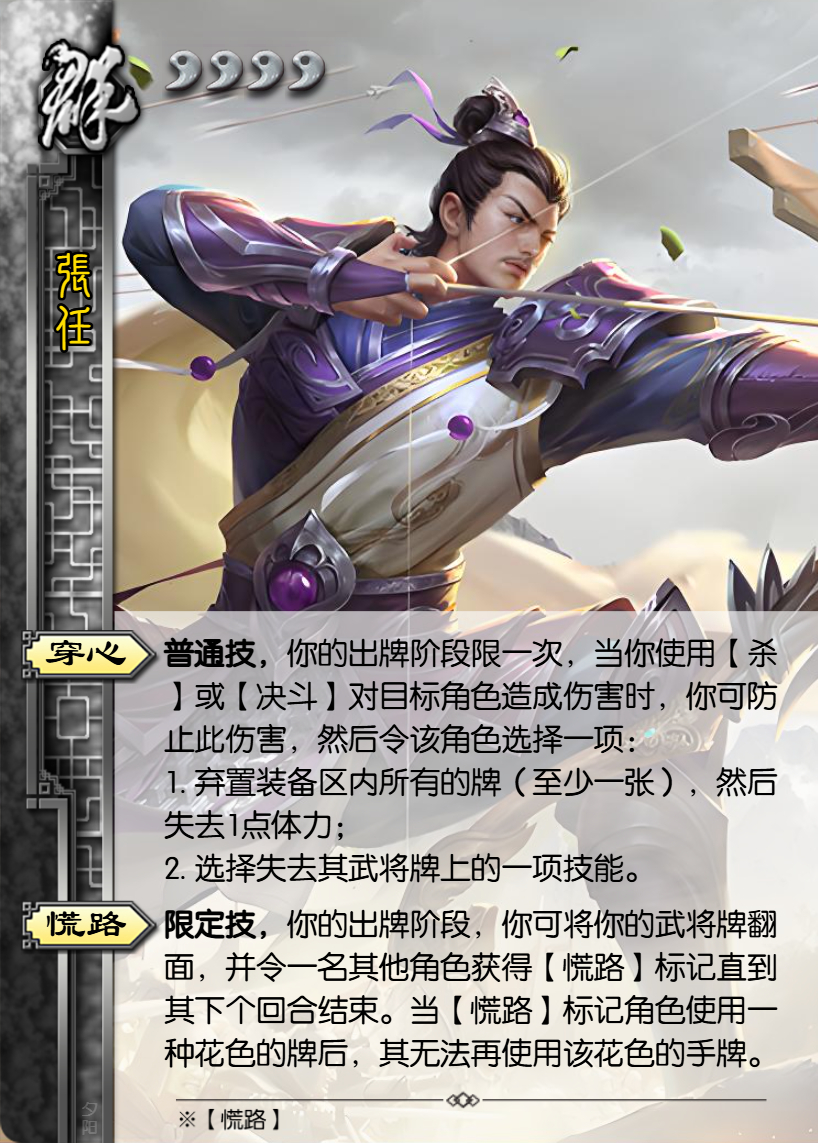 群
張任
穿心
普通技，你的出牌阶段限一次，当你使用【杀
】或【决斗】对目标角色造成伤害时，你可防
止此伤害，然后令该角色选择一项：
1. 弃置装备区内所有的牌（至少一张），然后
失去1点体力；
2. 选择失去其武将牌上的一项技能。
慌路
限定技，你的出牌阶段，你可将你的武将牌翻
面，并令一名其他角色获得【慌路】标记直到
其下个回合结束。当【慌路】标记角色使用一
种花色的牌后，其无法再使用该花色的手牌。
※【慌路】
夕阳